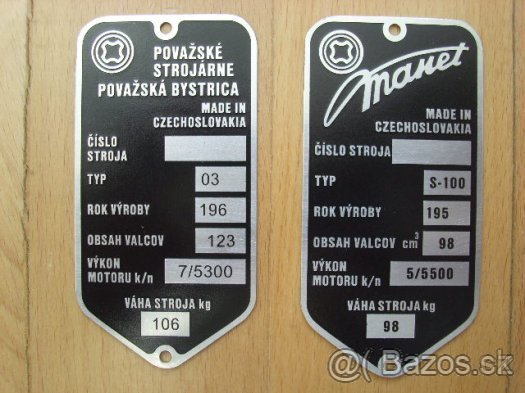 POVAŽSKÉ
STROJÁRNE
POVAŽSKÁ BYSTRICA
MADE IN
CZECHOSLOVAKIA
ČÍSLO
STROJA
TYP 03
ROK VÝROBY 196
OBSAH VALCOV 123
VÝKON
MOTORU k/n 7/5300
VÁHA STROJA kg
106
Manet
MADE IN
CZECHOSLOVAKIA
ČÍSLO STROJA
TYP S-100
ROK VÝROBY 195
OBSAH VALCOV cm³ 98
VÝKON
MOTORU k/n 5/5500
VÁHA STROJA kg
98
@( Bazos.sk